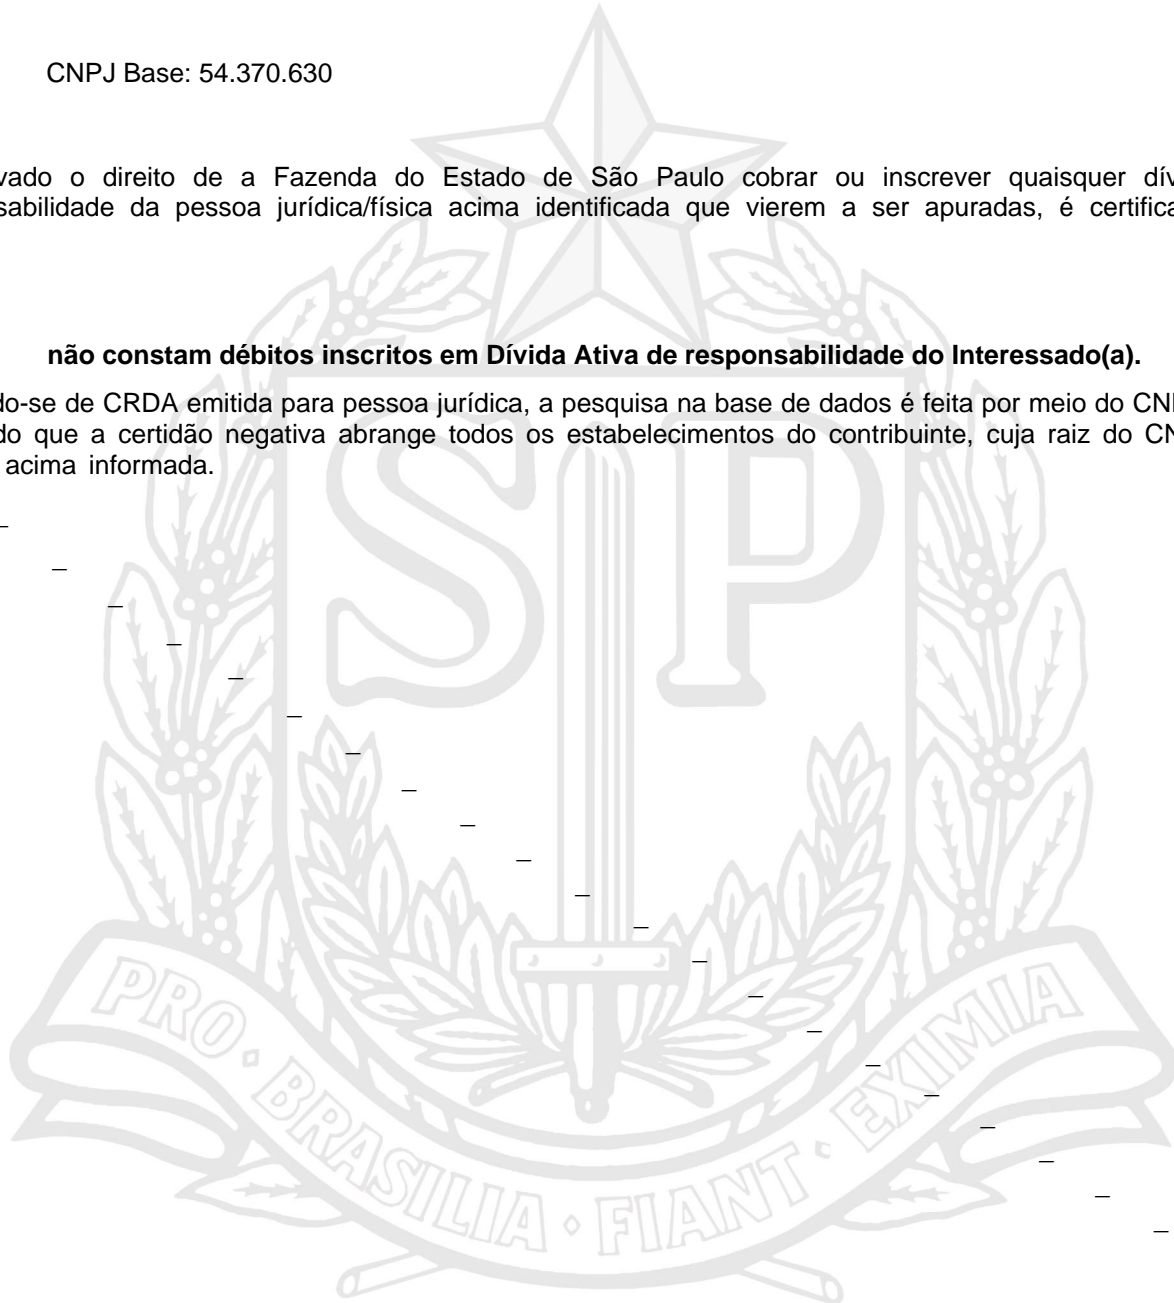 CNPJ Base: 54.370.630
vado o direito de a Fazenda do Estado de São Paulo cobrar ou inscrever quaisquer dív
sabilidade da pessoa jurídica/física acima identificada que vierem a ser apuradas, é certifica
não constam débitos inscritos em Dívida Ativa de responsabilidade do Interessado(a).
do-se de CRDA emitida para pessoa jurídica, a pesquisa na base de dados é feita por meio do CN
do que a certidão negativa abrange todos os estabelecimentos do contribuinte, cuja raiz do CN
acima informada.
SP
PRO • BRASILIA • FIANT • EXIMIA